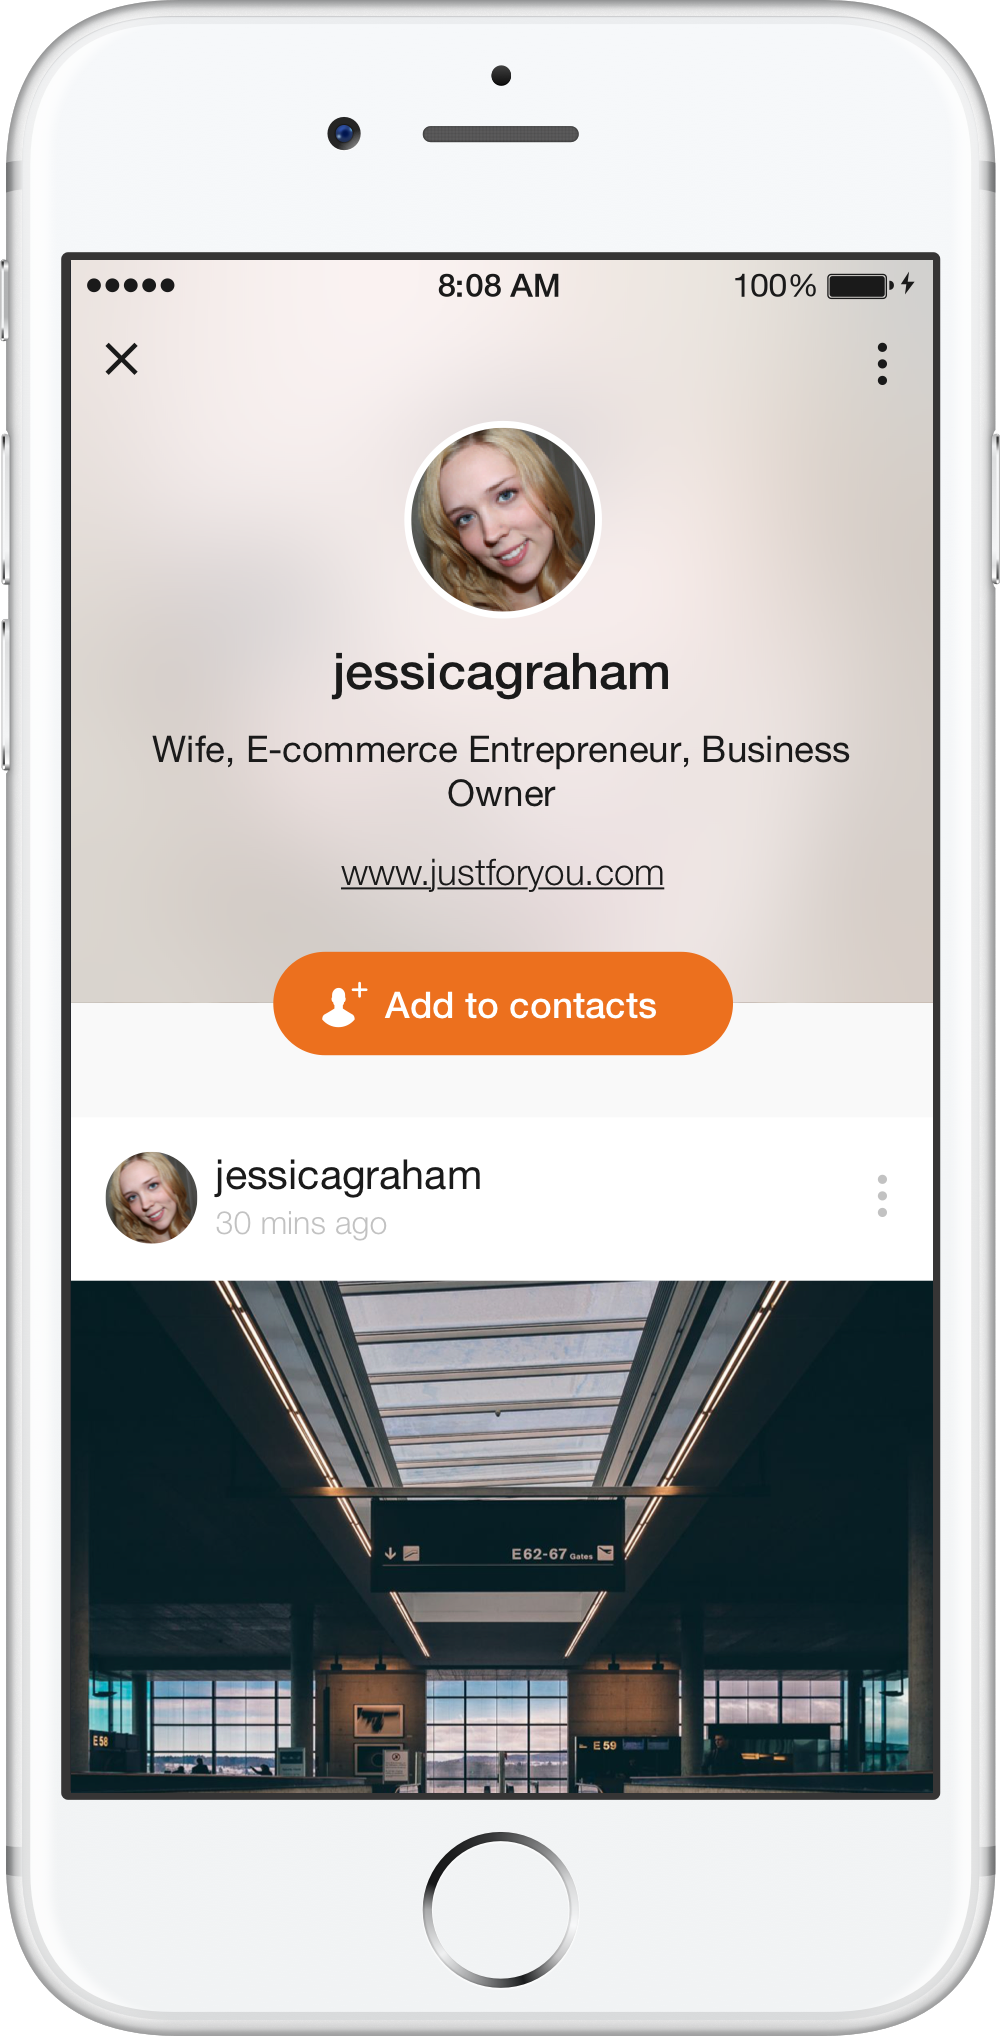 8:08 AM
100%
jessicagraham
Wife, E-commerce Entrepreneur, Business
Owner
www.justforyou.com
Add to contacts
jessicagraham
30 mins ago
E62-67 Gates
E58
E59